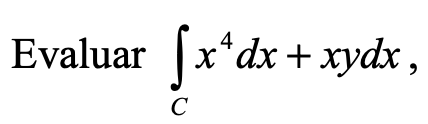 Evaluar ∫_C x⁴dx + xydx ,